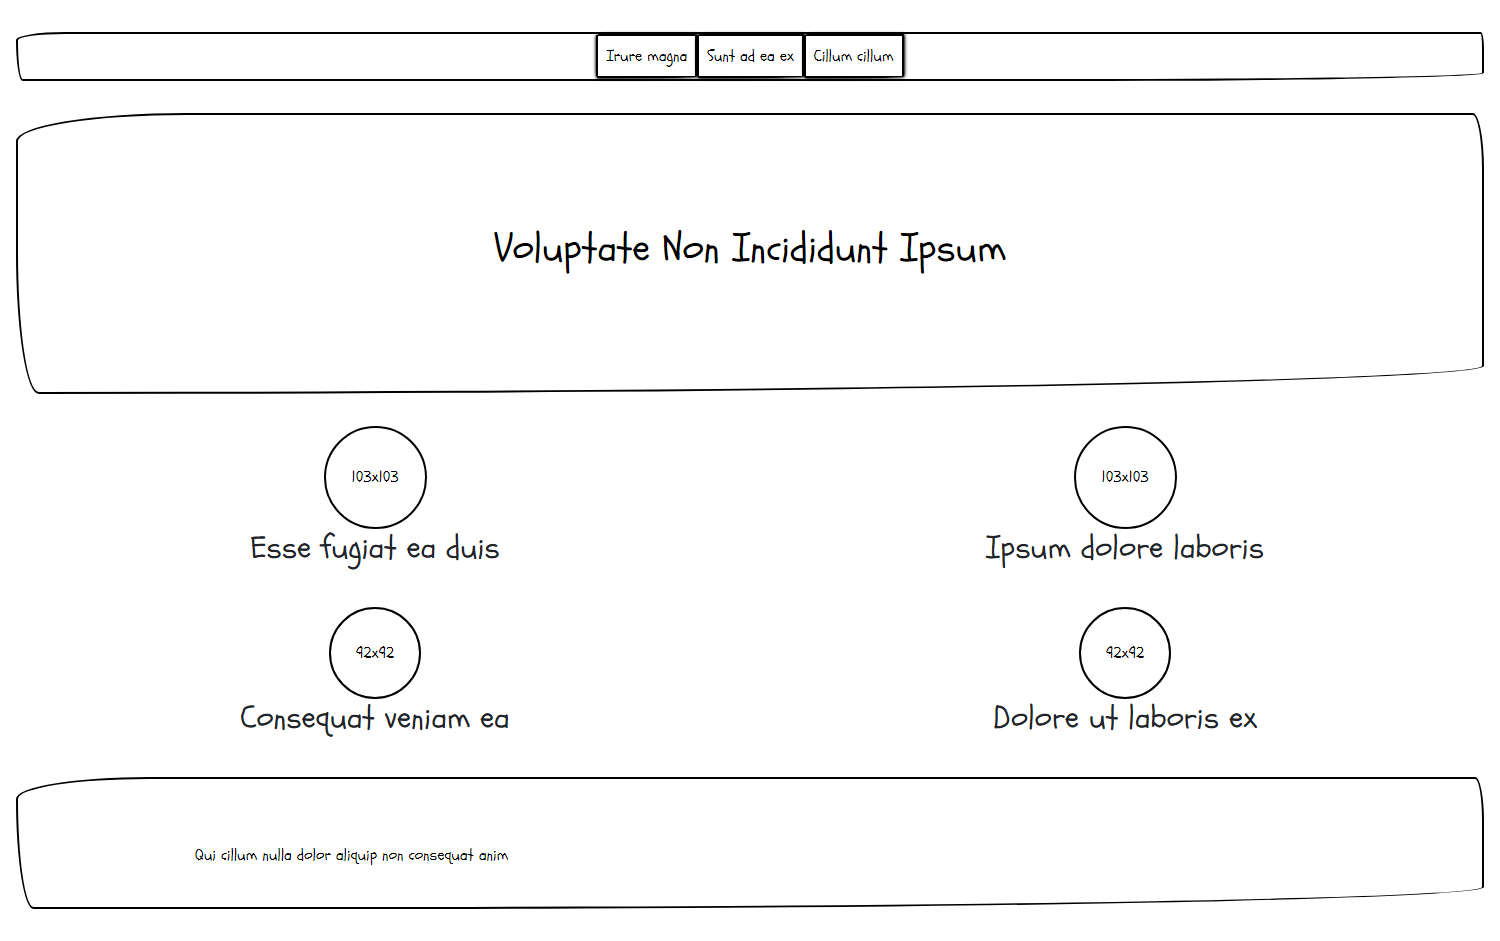 Irure magna
Sunt ad ea ex
Cillum cillum
Voluptate Non Incididunt Ipsum
103x103
103x103
Esse fugiat ea duis
Ipsum dolore laboris
92x92
92x92
Consequat veniam ea
Dolore ut laboris ex
Qui cillum nulla dolor aliquip non consequat anim